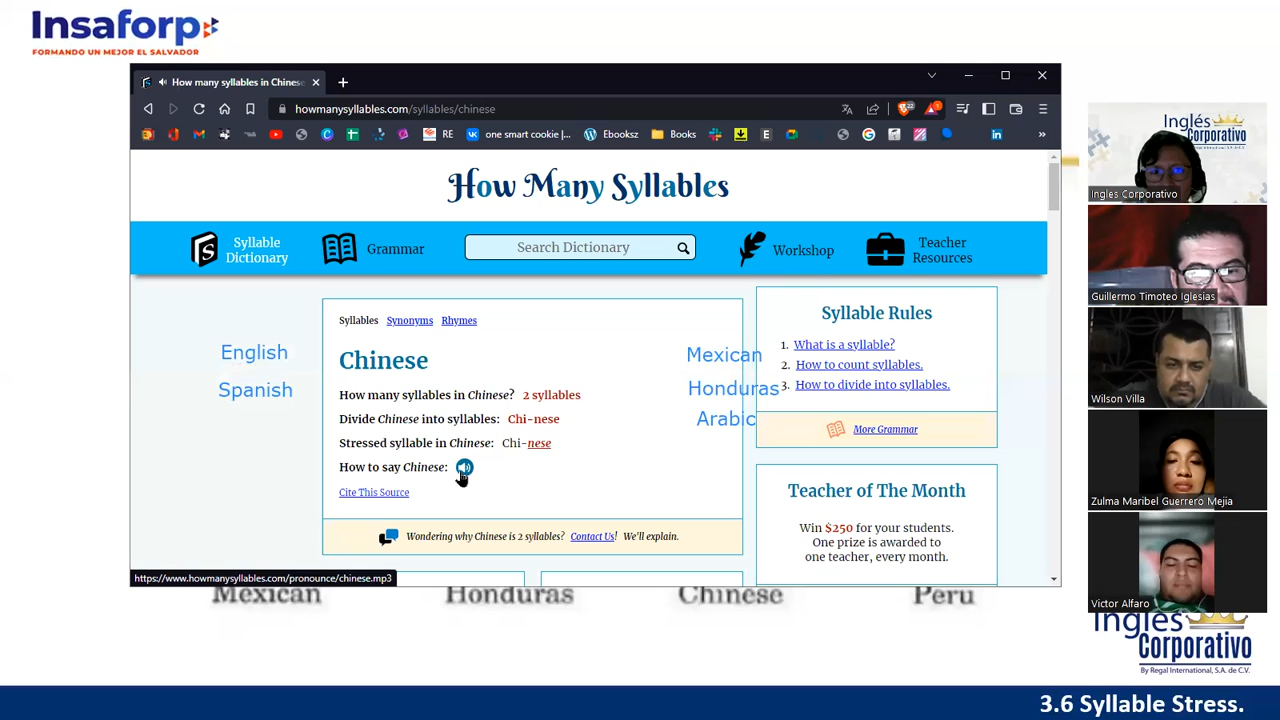 Insaforp
FORMANDO UN MEJOR EL SALVADOR
How many syllables in Chinese
howmanysyllables.com/syllables/chinese
22
1
RE
one smart cookie |...
Ebooksz
Books
How Many Syllables
Syllable Dictionary
Grammar
Search Dictionary
Workshop
Teacher Resources
English
Spanish
Syllables Synonyms Rhymes
Chinese
How many syllables in Chinese? 2 syllables
Divide Chinese into syllables: Chi-nese
Stressed syllable in Chinese: Chi-nese
How to say Chinese:
Cite This Source
Wondering why Chinese is 2 syllables? Contact Us! We'll explain.
Mexican
Honduras
Arabic
Syllable Rules
1. What is a syllable?
2. How to count syllables.
3. How to divide into syllables.
More Grammar
Teacher of The Month
Win $250 for your students.
One prize is awarded to
one teacher, every month.
https://www.howmanysyllables.com/pronounce/chinese.mp3
Mexican Honduras Chinese Peru
Inglés
Corporativo
Ingles Corporativo
Guillermo Timoteo Iglesias
Wilson Villa
Zulma Maribel Guerrero Mejia
Victor Alfaro
Inglés
Corporativo
By Regal International, S.A. de C.V.
3.6 Syllable Stress.